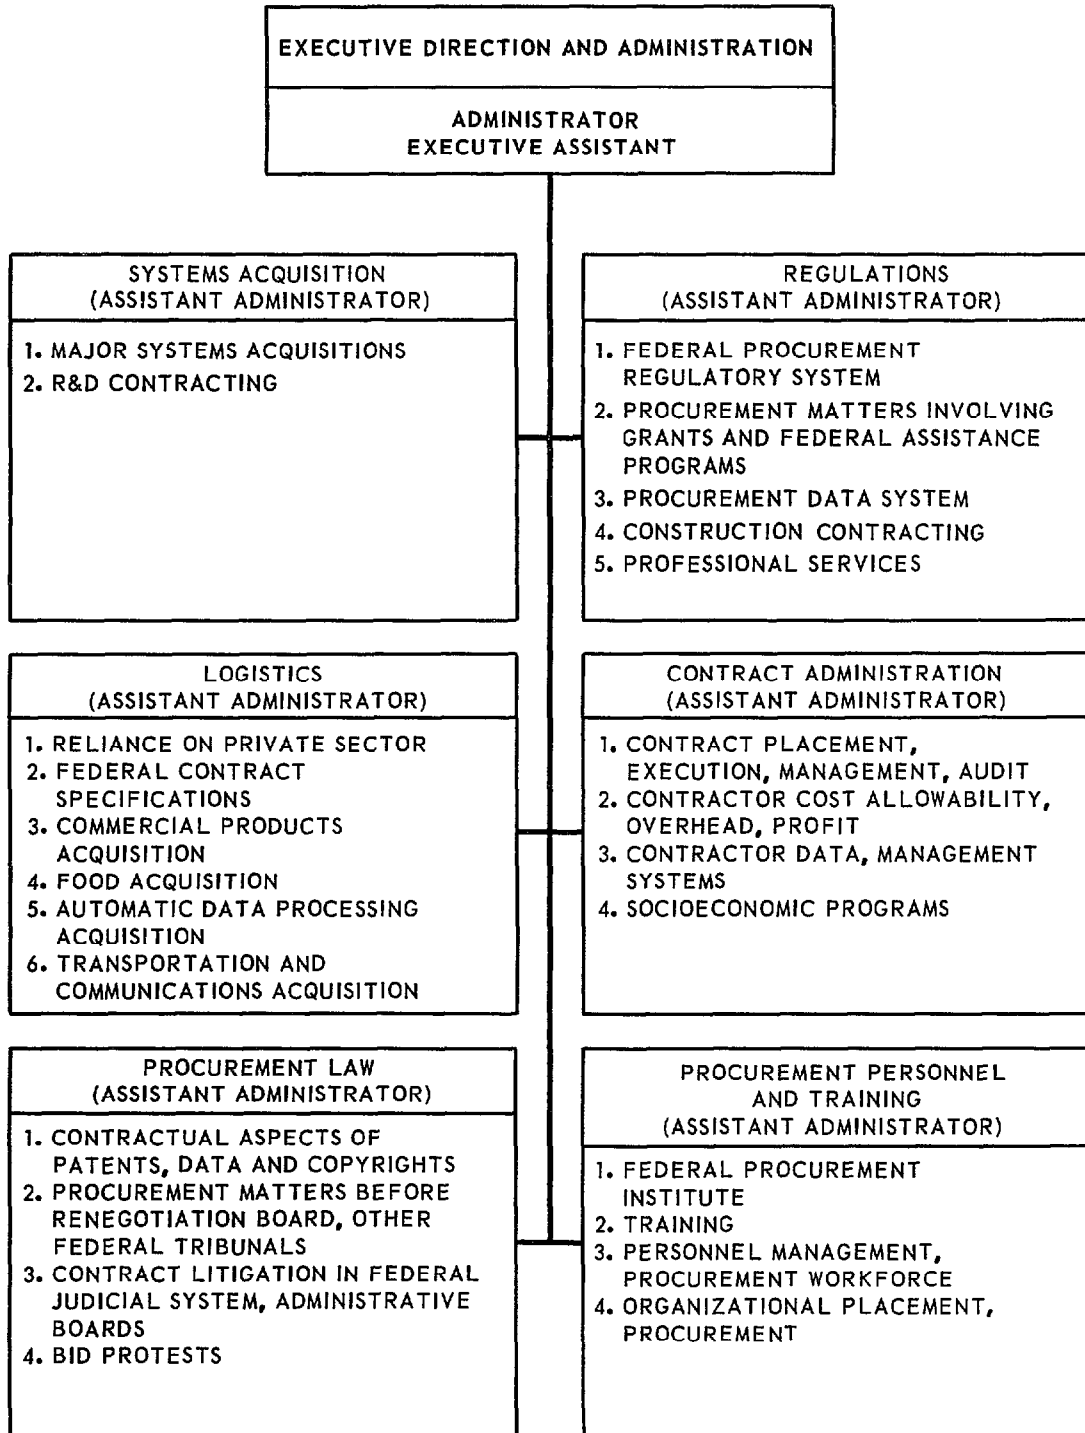 EXECUTIVE DIRECTION AND ADMINISTRATION
ADMINISTRATOR
EXECUTIVE ASSISTANT
SYSTEMS ACQUISITION
(ASSISTANT ADMINISTRATOR)
1. MAJOR SYSTEMS ACQUISITIONS
2. R&D CONTRACTING
REGULATIONS
(ASSISTANT ADMINISTRATOR)
1. FEDERAL PROCUREMENT
REGULATORY SYSTEM
2. PROCUREMENT MATTERS INVOLVING
GRANTS AND FEDERAL ASSISTANCE
PROGRAMS
3. PROCUREMENT DATA SYSTEM
4. CONSTRUCTION CONTRACTING
5. PROFESSIONAL SERVICES
LOGISTICS
(ASSISTANT ADMINISTRATOR)
1. RELIANCE ON PRIVATE SECTOR
2. FEDERAL CONTRACT
SPECIFICATIONS
3. COMMERCIAL PRODUCTS
ACQUISITION
4. FOOD ACQUISITION
5. AUTOMATIC DATA PROCESSING
ACQUISITION
6. TRANSPORTATION AND
COMMUNICATIONS ACQUISITION
CONTRACT ADMINISTRATION
(ASSISTANT ADMINISTRATOR)
1. CONTRACT PLACEMENT,
EXECUTION, MANAGEMENT, AUDIT
2. CONTRACTOR COST ALLOWABILITY,
OVERHEAD, PROFIT
3. CONTRACTOR DATA, MANAGEMENT
SYSTEMS
4. SOCIOECONOMIC PROGRAMS
PROCUREMENT LAW
(ASSISTANT ADMINISTRATOR)
1. CONTRACTUAL ASPECTS OF
PATENTS, DATA AND COPYRIGHTS
2. PROCUREMENT MATTERS BEFORE
RENEGOTIATION BOARD, OTHER
FEDERAL TRIBUNALS
3. CONTRACT LITIGATION IN FEDERAL
JUDICIAL SYSTEM, ADMINISTRATIVE
BOARDS
4. BID PROTESTS
PROCUREMENT PERSONNEL
AND TRAINING
(ASSISTANT ADMINISTRATOR)
1. FEDERAL PROCUREMENT
INSTITUTE
2. TRAINING
3. PERSONNEL MANAGEMENT,
PROCUREMENT WORKFORCE
4. ORGANIZATIONAL PLACEMENT,
PROCUREMENT